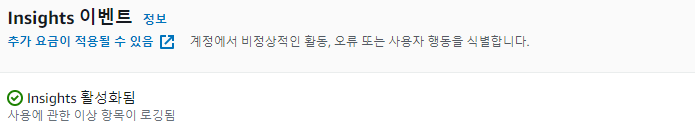 Insights 이벤트 정보
추가 요금이 적용될 수 있음 계정에서 비정상적인 활동, 오류 또는 사용자 행동을 식별합니다.
Insights 활성화됨
사용에 관한 이상 항목이 로깅됨